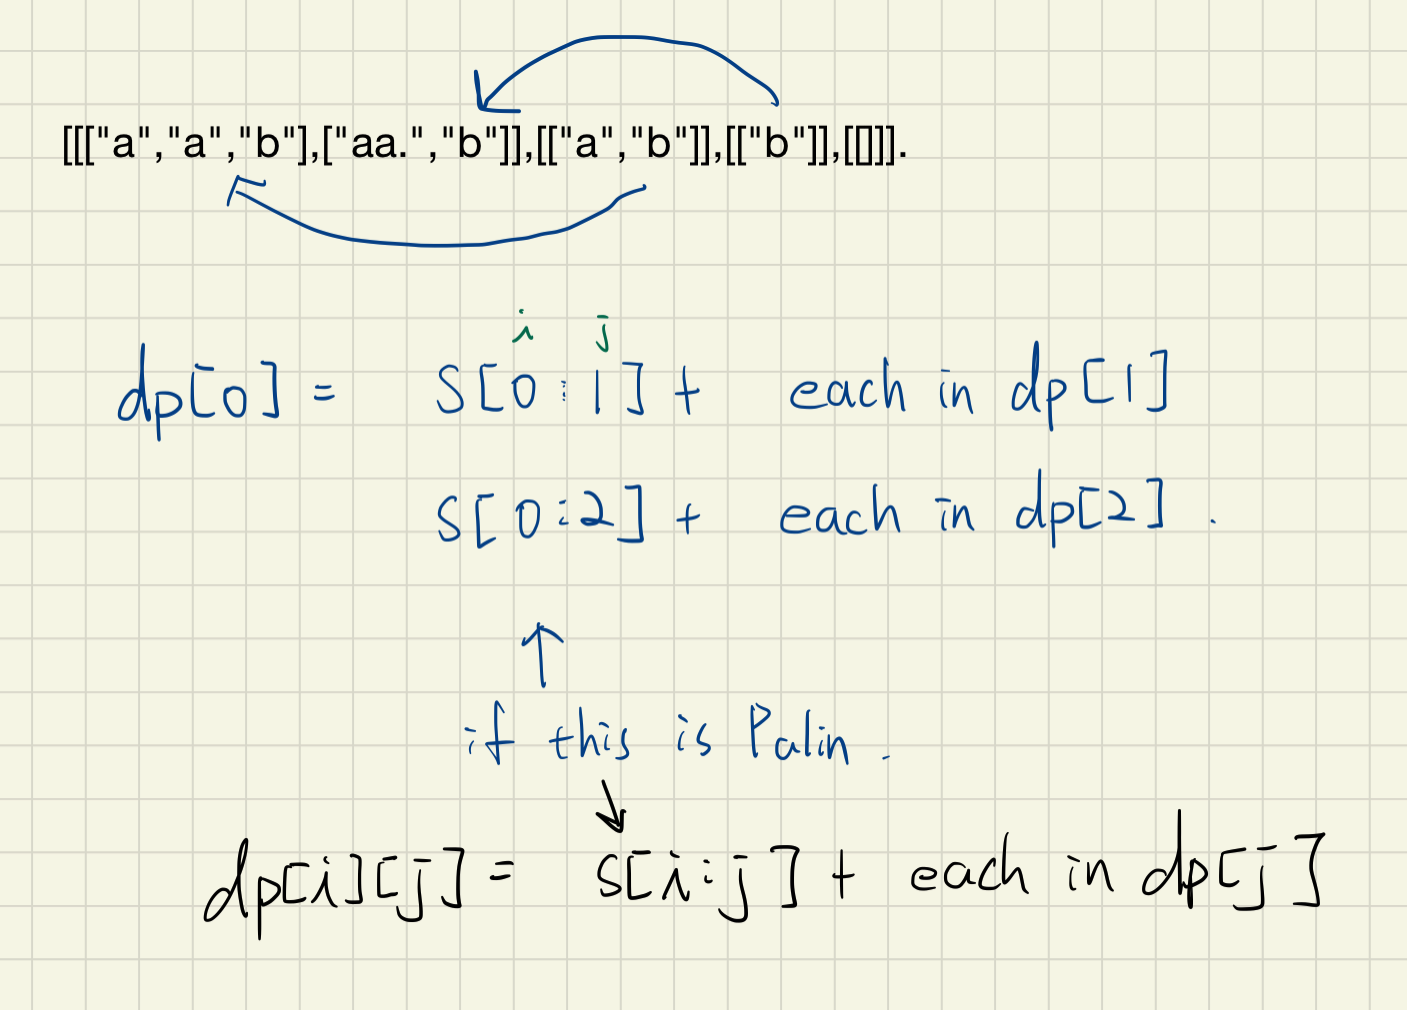 [[["a","a","b"],["aa.","b"]],[["a","b"]],[["b"]],[[]]].
i j
dp[0] = S[0:1] + each in dp[1]
S[0:2] + each in dp[2].
if this is Palin.
dp[i][j] = S[i:j] + each in dp[j]